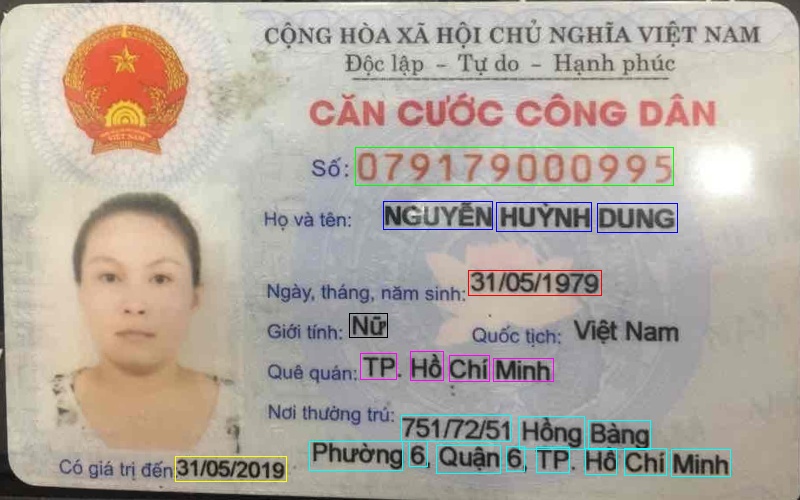 CỘNG HÒA XÃ HỘI CHỦ NGHĨA VIỆT NAM
Độc lập - Tự do - Hạnh phúc
CĂN CƯỚC CÔNG DÂN
Số: 079179000995
Họ và tên: NGUYỄN HUỲNH DUNG
Ngày, tháng, năm sinh: 31/05/1979
Giới tính: Nữ Quốc tịch: Việt Nam
Quê quán: TP. Hồ Chí Minh
Nơi thường trú: 751/72/51 Hồng Bàng
Phường 6, Quận 6, TP. Hồ Chí Minh
Có giá trị đến 31/05/2019